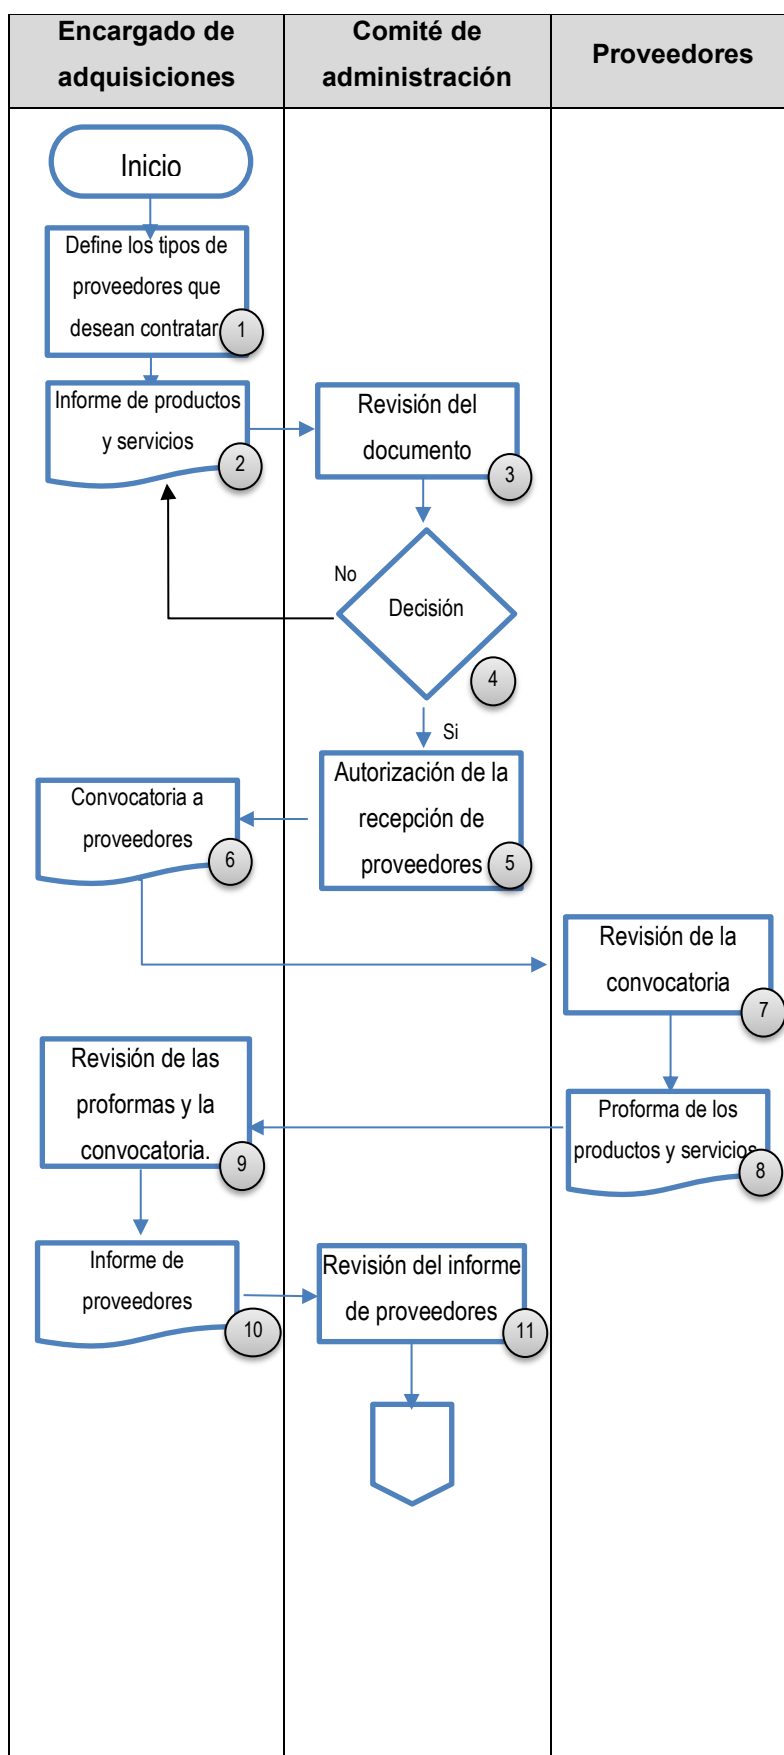 Encargado de
adquisiciones
Comité de
administración
Proveedores
Inicio
Define los tipos de
proveedores que
desean contratar
1
Informe de productos
y servicios
2
Revisión del
documento
3
No
Decisión
4
Si
Autorización de la
recepción de
proveedores
5
Convocatoria a
proveedores
6
Revisión de la
convocatoria
7
Proforma de los
productos y servicios
8
Revisión de las
proformas y la
convocatoria.
9
Informe de
proveedores
10
Revisión del informe
de proveedores
11